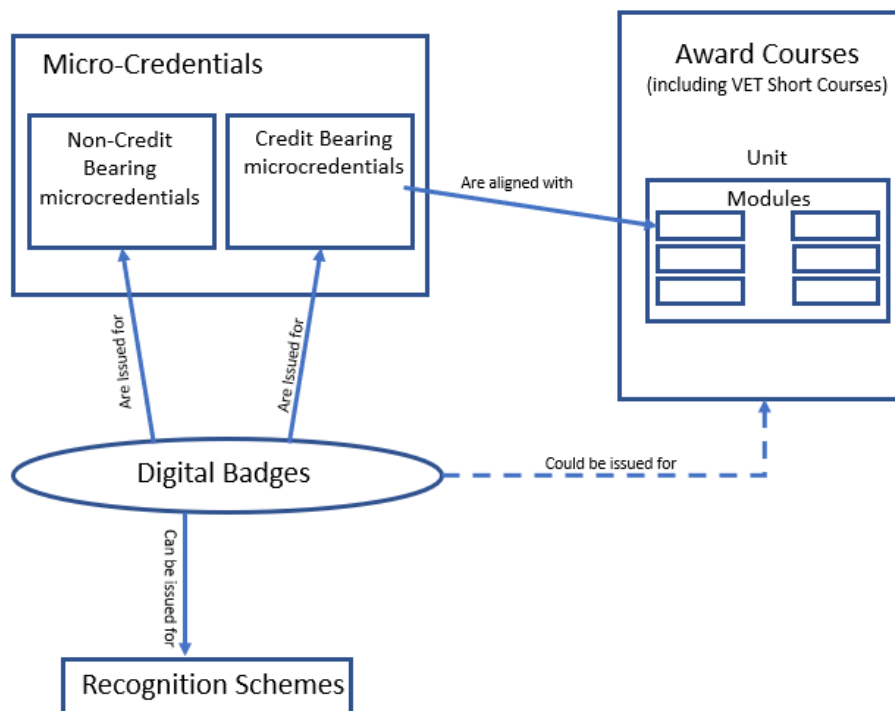 Micro-Credentials
Non-Credit
Bearing
microcredentials
Credit Bearing
microcredentials
Award Courses
(including VET Short Courses)
Unit
Modules
Are aligned with
Are Issued for
Are Issued for
Digital Badges
Could be issued for
Can be issued for
Recognition Schemes